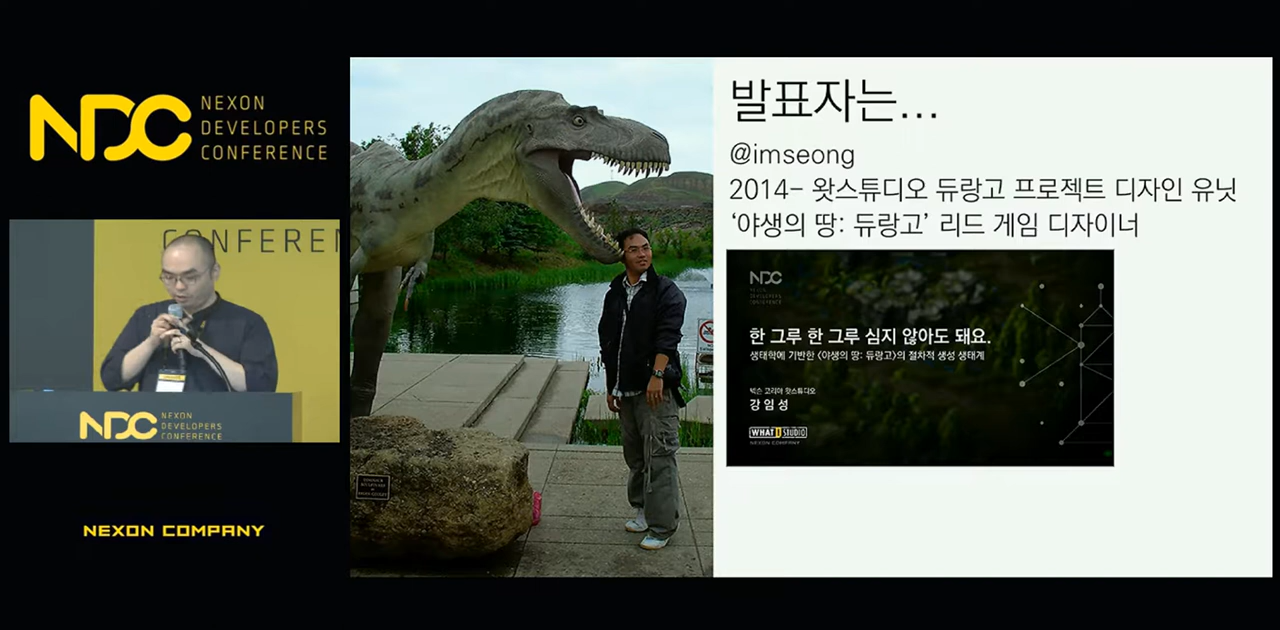 NDC
NEXON
DEVELOPERS
CONFERENCE
CONFEREN
NDC
NEXON
DEVELOPERS
CONFERENCE
NEXON COMPANY
발표자는...
@imseong
2014- 왓스튜디오 듀랑고 프로젝트 디자인 유닛
‘야생의 땅: 듀랑고’ 리드 게임 디자이너
NDC
NEXON
DEVELOPERS
CONFERENCE
한 그루 한 그루 심지 않아도 돼요.
생태학에 기반한 <야생의 땅: 듀랑고>의 절차적 생성 생태계
넥슨 코리아 왓스튜디오
강임성
WHAT! STUDIO
NEXON COMPANY